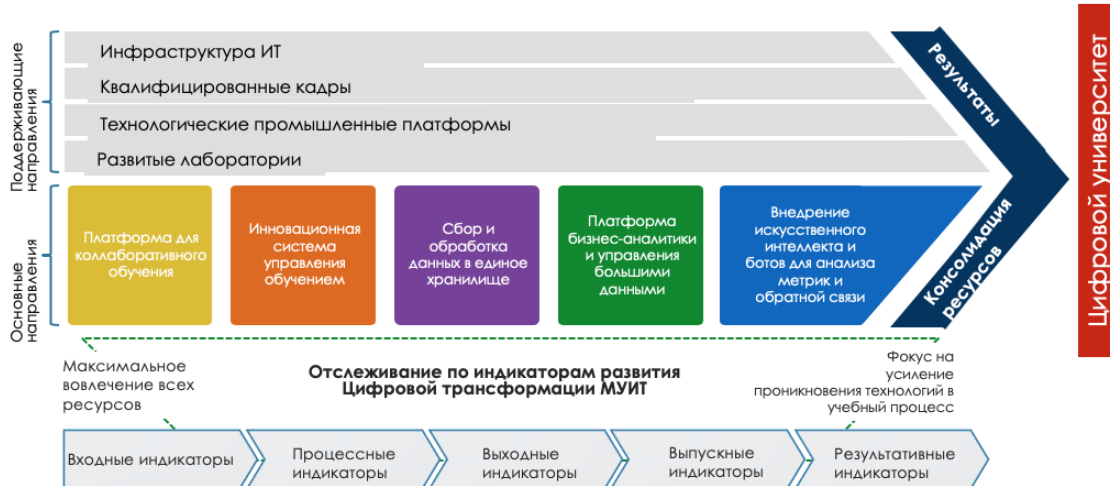 Поддерживающие
направления
Инфраструктура ИТ
Квалифицированные кадры
Технологические промышленные платформы
Развитые лаборатории
Результаты
Цифровой университет
Основные
направления
Платформа для
коллаборативного
обучения
Инновационная
система
управления
обучением
Сбор и
обработка
данных в единое
хранилище
Платформа
бизнес-аналитики
и управления
большими
данными
Внедрение
искусственного
интеллекта и
ботов для анализа
метрик и
обратной связи
Консолидация
ресурсов
Максимальное
вовлечение всех
ресурсов
Отслеживание по индикаторам развития
Цифровой трансформации МУИТ
Фокус на
усиление
проникновения технологий в
учебный процесс
Входные индикаторы
Процессные
индикаторы
Выходные
индикаторы
Выпускные
индикаторы
Результативные
индикаторы